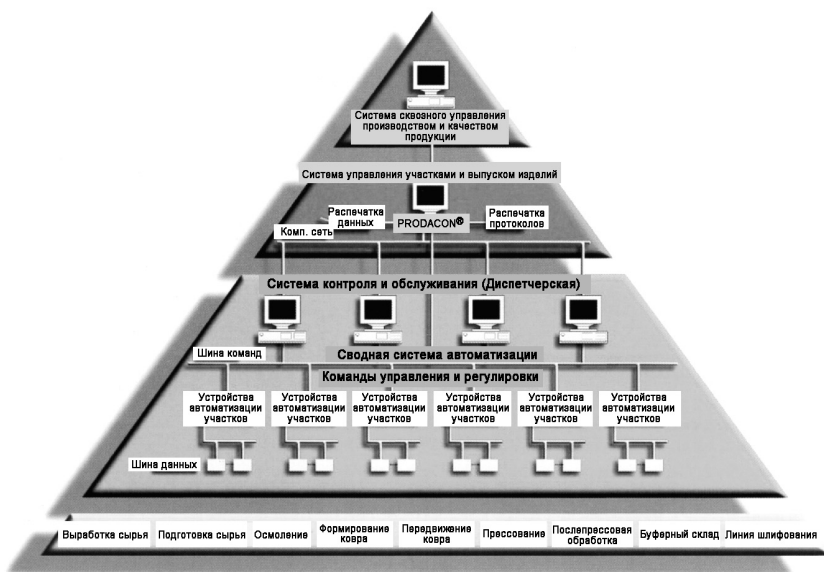 Система сквозного управления
производством и качеством
продукции
Система управления участками и выпуском изделий
Распечатка
данных
PRODACON®
Распечатка
протоколов
Комп. сеть
Система контроля и обслуживания (Диспетчерская)
Шина команд
Сводная система автоматизации
Команды управления и регулировки
Устройства
автоматизации
участков
Устройства
автоматизации
участков
Устройства
автоматизации
участков
Устройства
автоматизации
участков
Устройства
автоматизации
участков
Устройства
автоматизации
участков
Шина данных
Выработка сырья
Подготовка сырья
Осмоление
Формирование
ковра
Передвижение
ковра
Прессование
Послепрессовая
обработка
Буферный склад
Линия шлифования